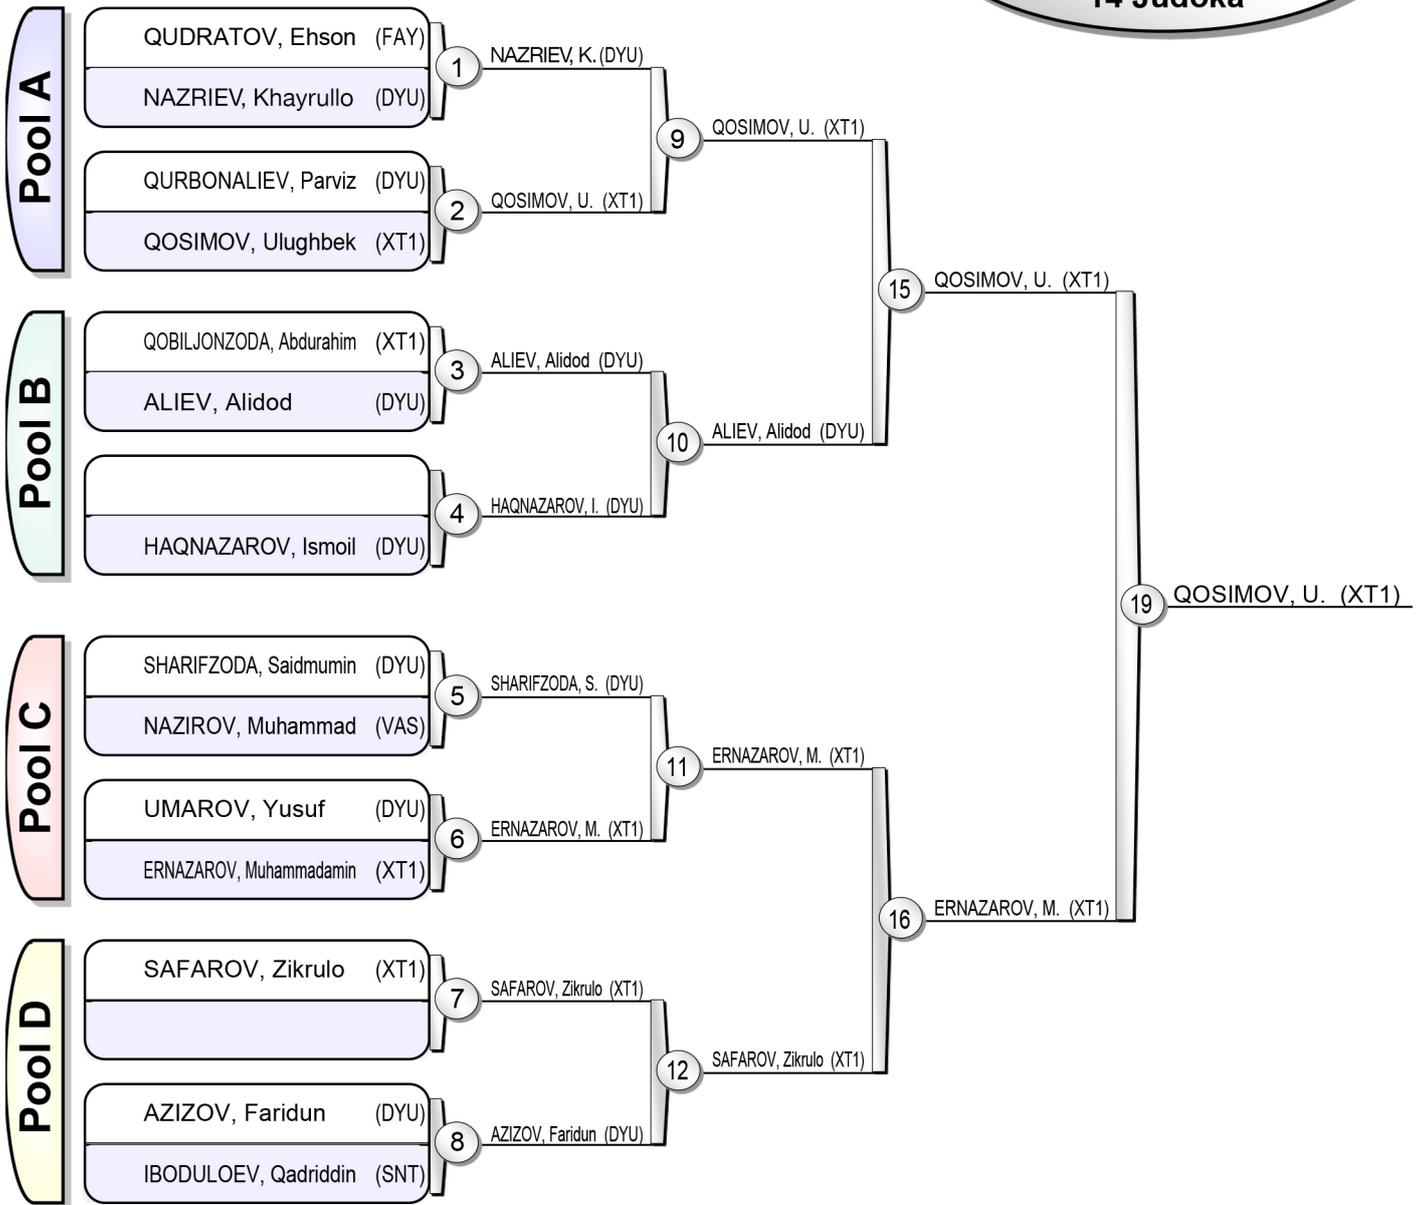 14 Judoka
Pool A
QUDRATOV, Ehson (FAY)
NAZRIEV, Khayrullo (DYU)
1
NAZRIEV, K. (DYU)
QURBONALIEV, Parviz (DYU)
QOSIMOV, Ulughbek (XT1)
2
QOSIMOV, U. (XT1)
9
QOSIMOV, U. (XT1)
Pool B
QOBILJONZODA, Abdurahim (XT1)
ALIEV, Alidod (DYU)
3
ALIEV, Alidod (DYU)
HAQNAZAROV, Ismoil (DYU)
4
HAQNAZAROV, I. (DYU)
10
ALIEV, Alidod (DYU)
15
QOSIMOV, U. (XT1)
Pool C
SHARIFZODA, Saidmumin (DYU)
NAZIROV, Muhammad (VAS)
5
SHARIFZODA, S. (DYU)
UMAROV, Yusuf (DYU)
ERNAZAROV, Muhammadamin (XT1)
6
ERNAZAROV, M. (XT1)
11
ERNAZAROV, M. (XT1)
Pool D
SAFAROV, Zikrulo (XT1)
7
SAFAROV, Zikrulo (XT1)
AZIZOV, Faridun (DYU)
IBODULOEV, Qadriddin (SNT)
8
AZIZOV, Faridun (DYU)
12
SAFAROV, Zikrulo (XT1)
16
ERNAZAROV, M. (XT1)
19
QOSIMOV, U. (XT1)